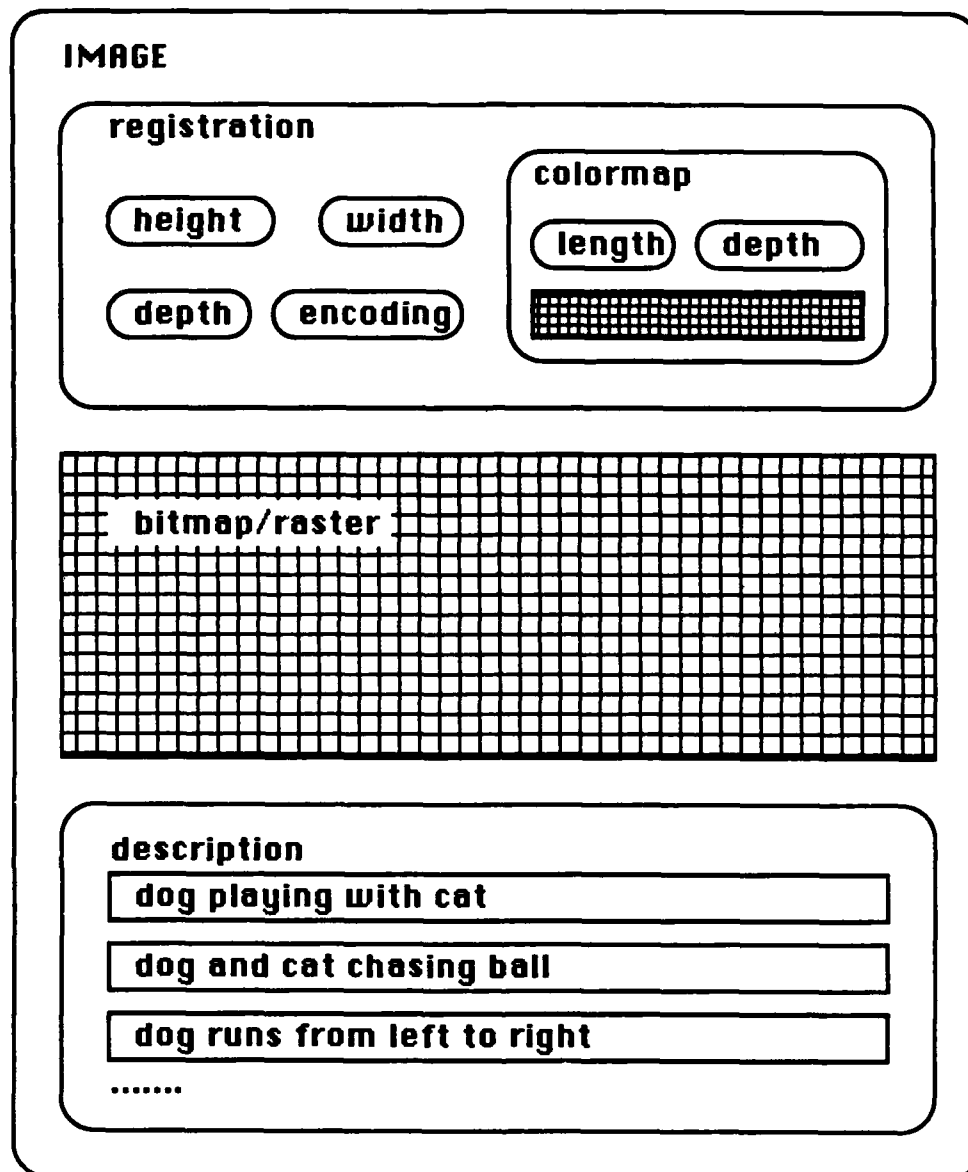 IMAGE
registration
colormap
height width
length depth
depth encoding
bitmap/raster
description
dog playing with cat
dog and cat chasing ball
dog runs from left to right
.......